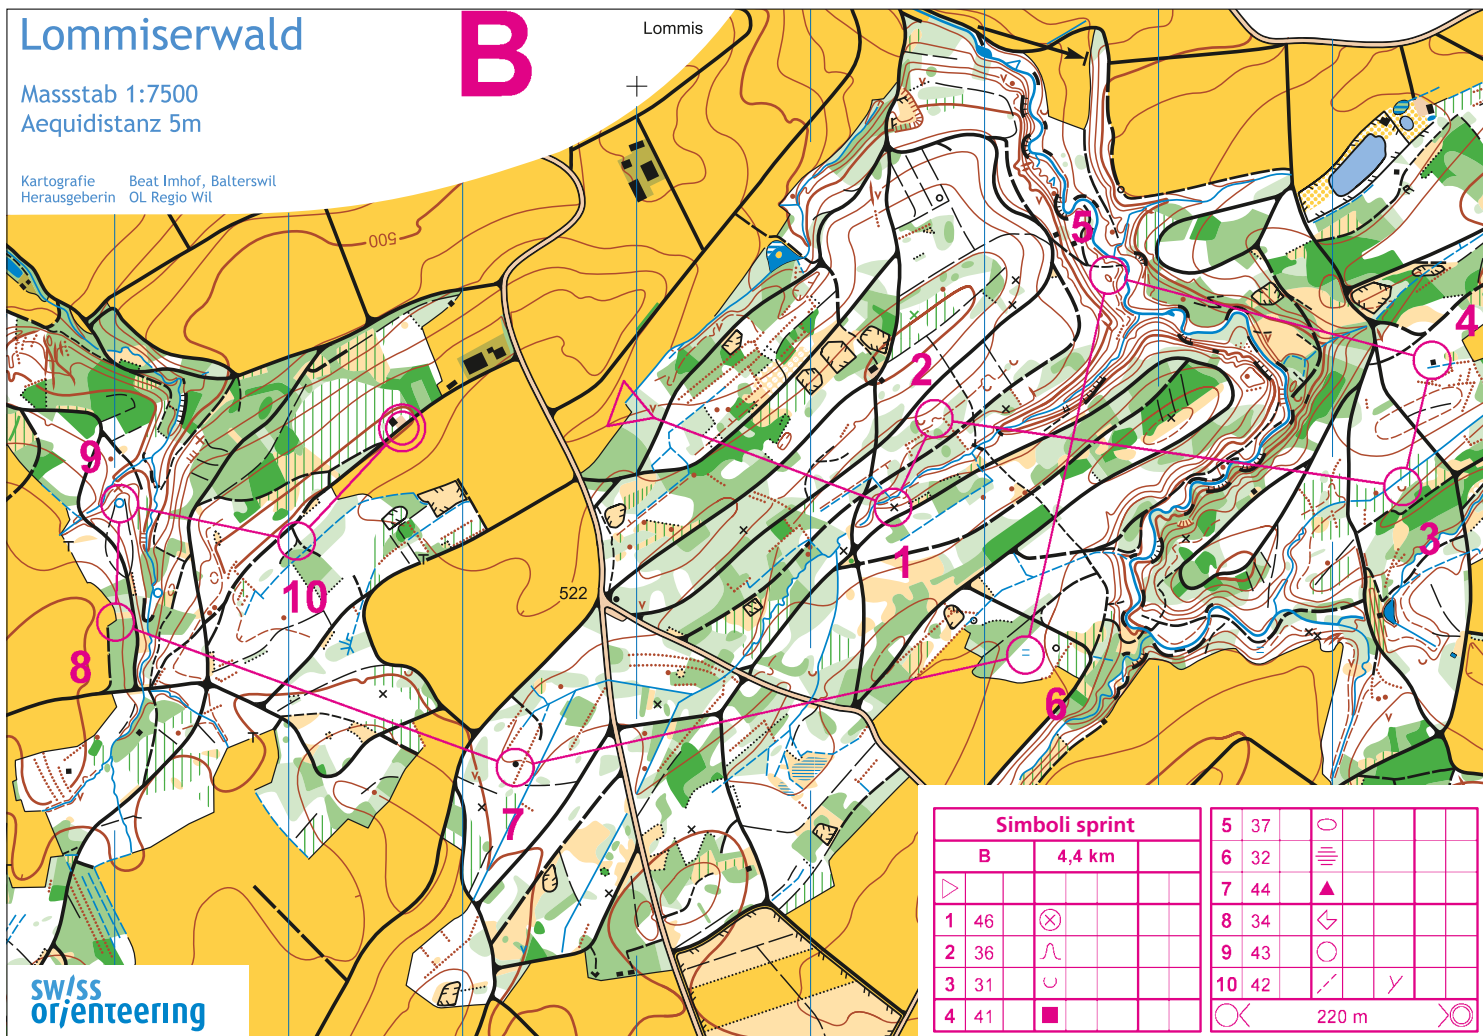 Lommiserwald
B
Lommis
Massstab 1:7500
Aequidistanz 5m
Kartografie Beat Imhof, Balterswil
Herausgeberin OL Regio Wil
500
5
4
2
9
3
1
10
522
8
6
7
Simboli sprint
B 4,4 km
1 46
2 36
3 31
4 41
5 37
6 32
7 44
8 34
9 43
10 42
220 m
swiss
orienteering